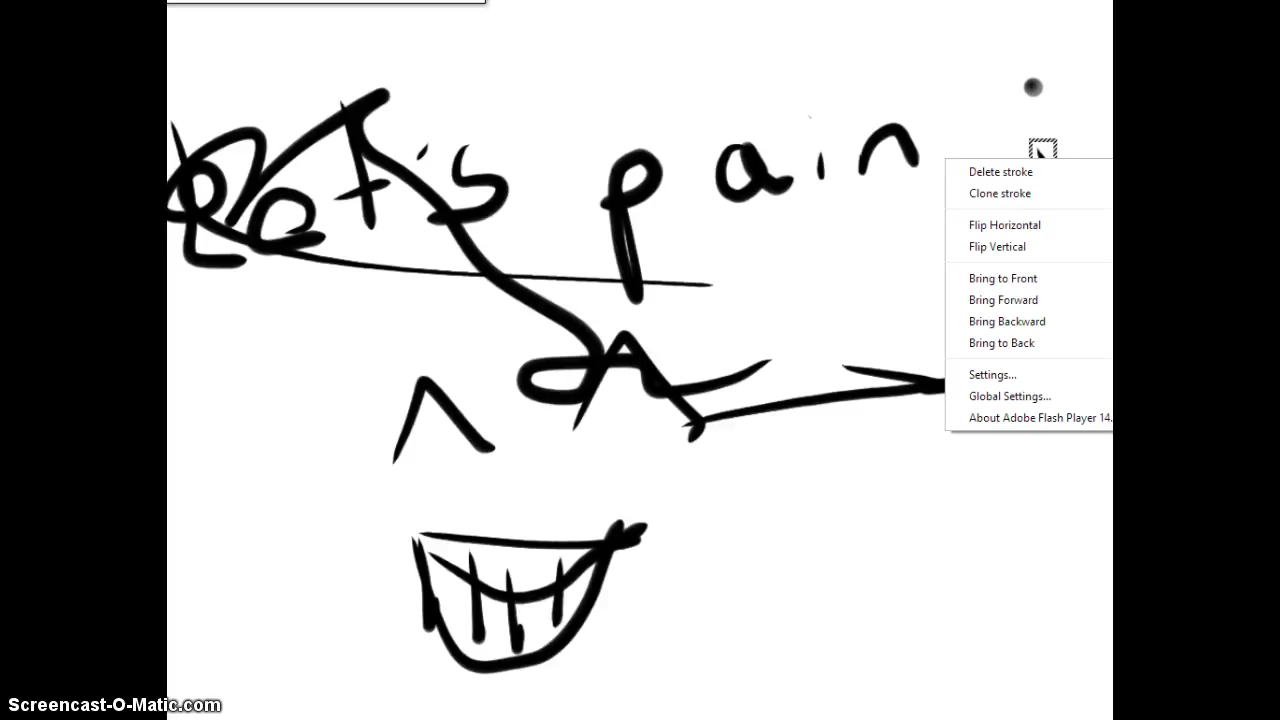 Let's pain
Delete stroke
Clone stroke
Flip Horizontal
Flip Vertical
Bring to Front
Bring Forward
Bring Backward
Bring to Back
Settings...
Global Settings...
About Adobe Flash Player 14.
Screencast-O-Matic.com